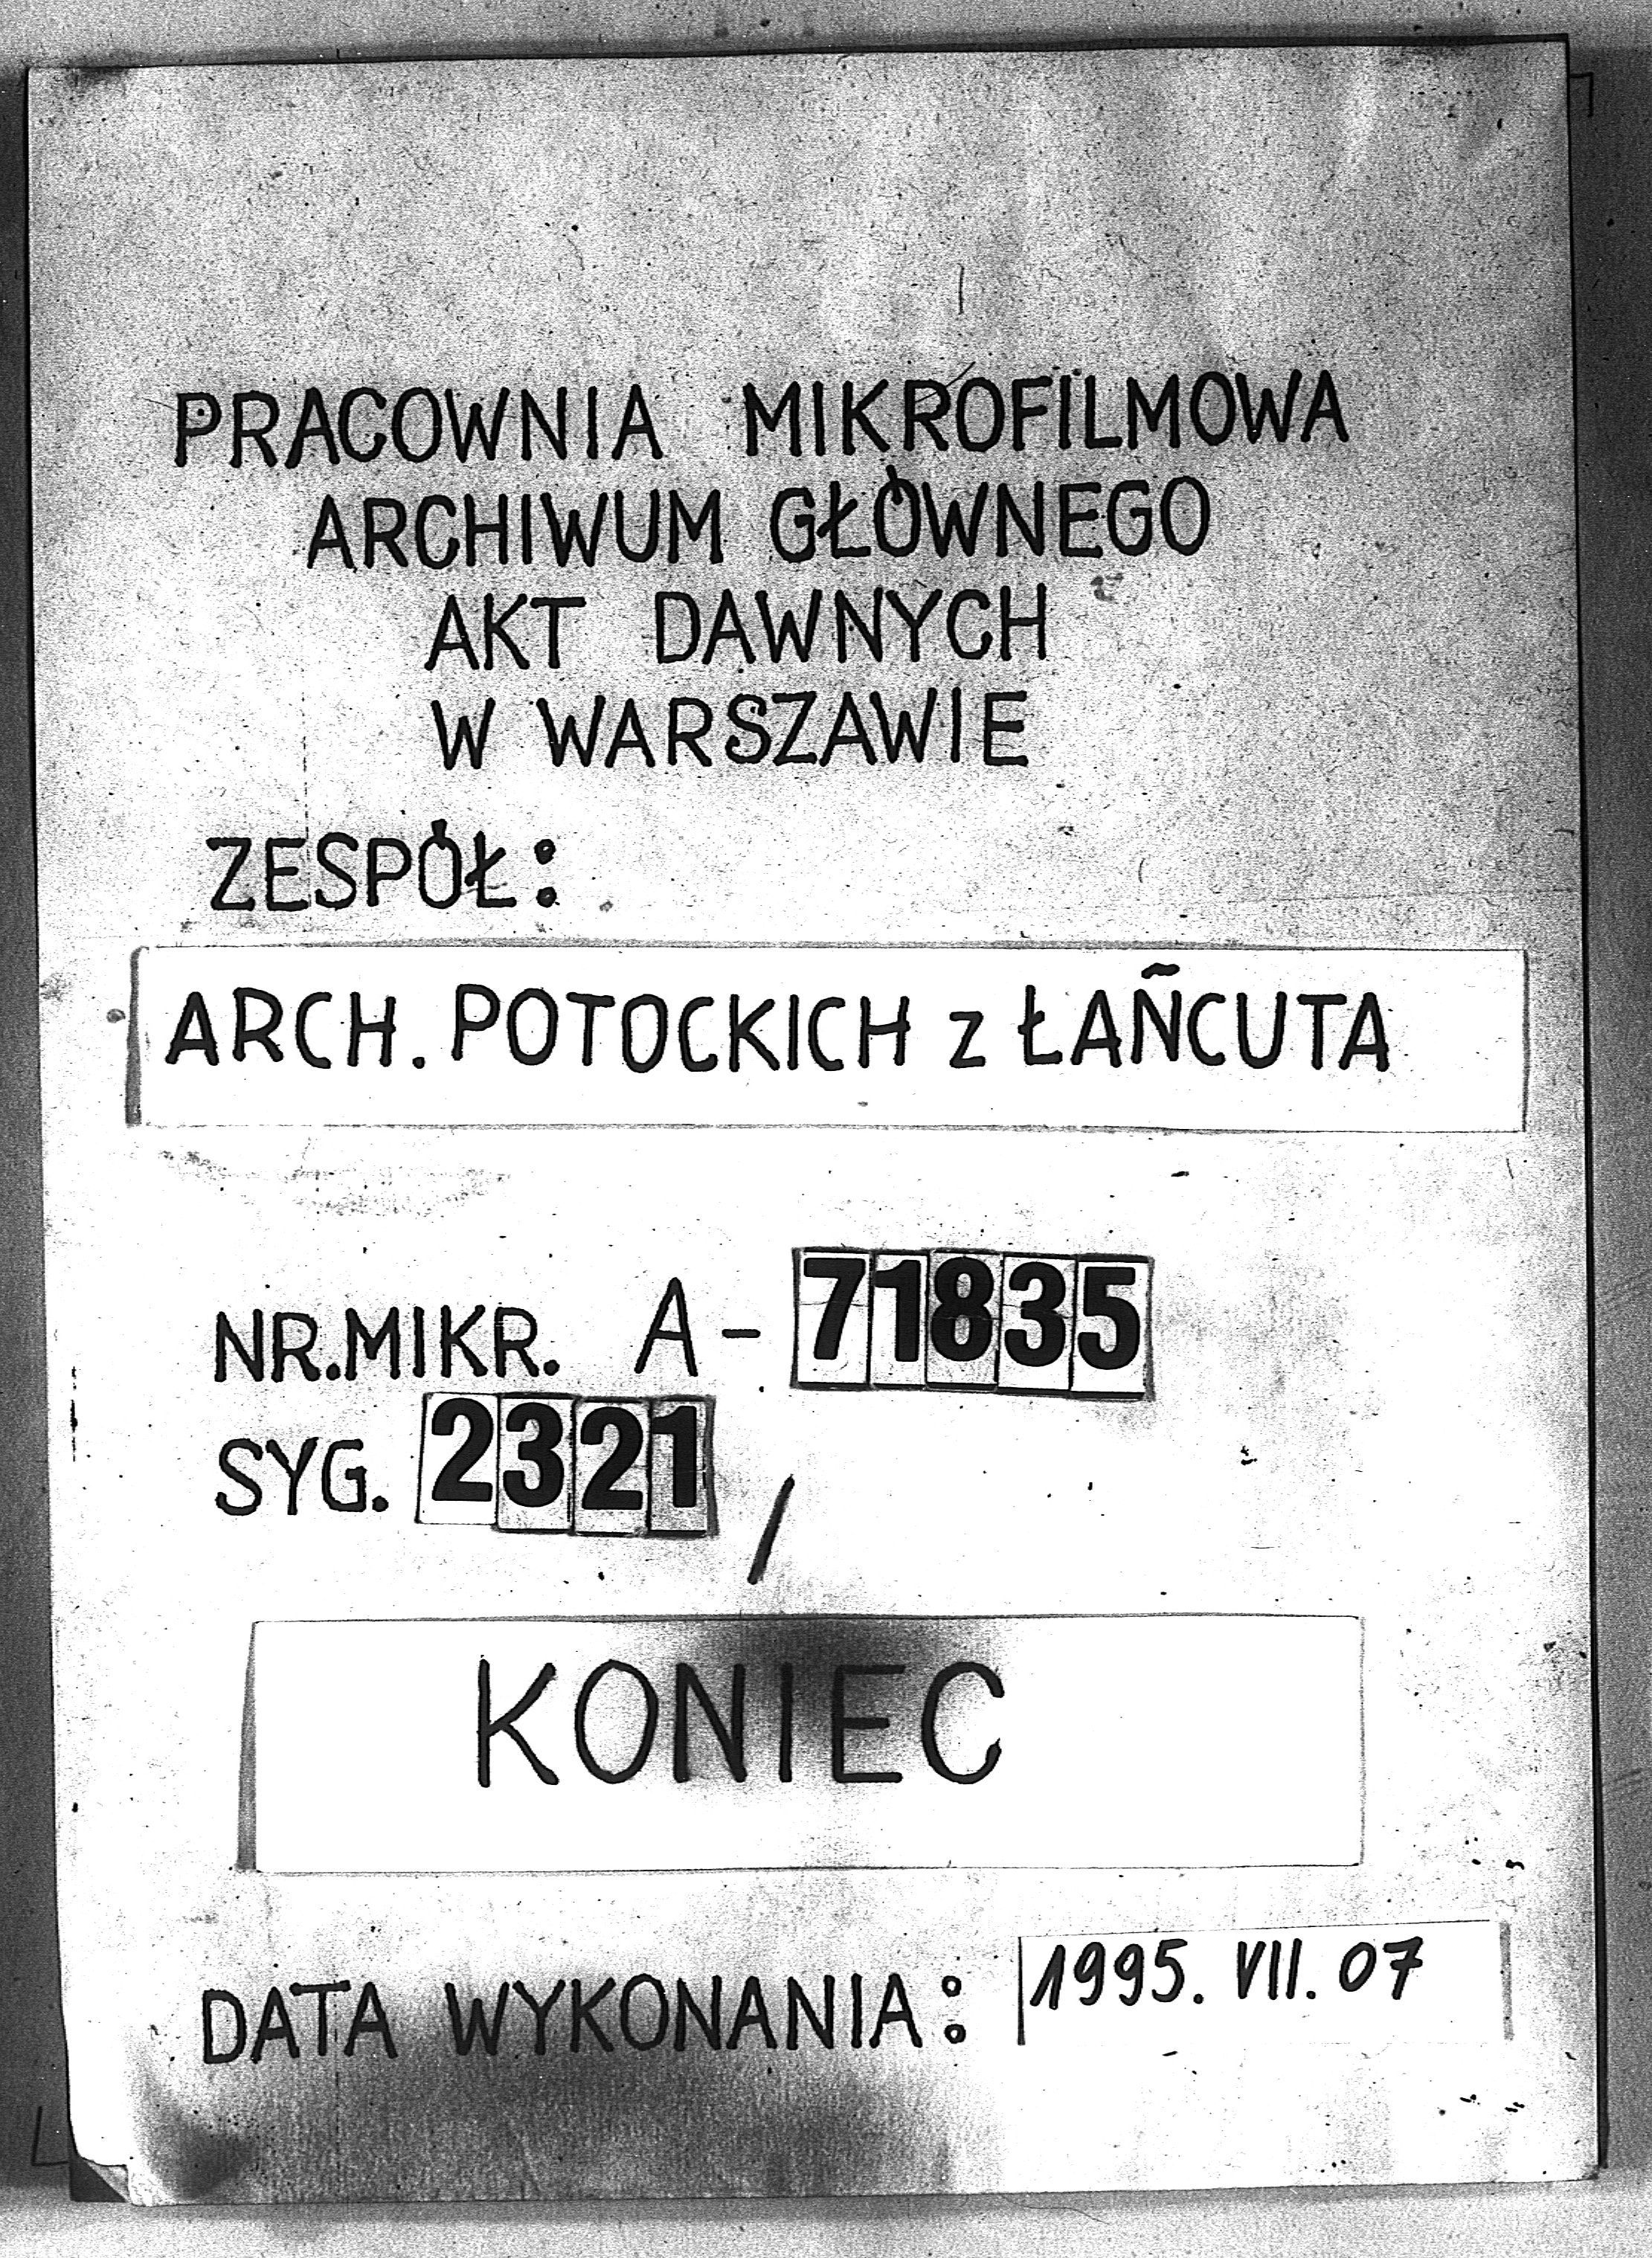 PRACOWNIA MIKROFILMOWA
ARCHIWUM GŁÓWNEGO
AKT DAWNYCH
W WARSZAWIE
ZESPÓŁ:
ARCH. POTOCKICH z ŁAÑCUTA
NR.MIKR. A-71835
SYG. 2321 /
KONIEC
DATA WYKONANIA: 1995. VII. 07